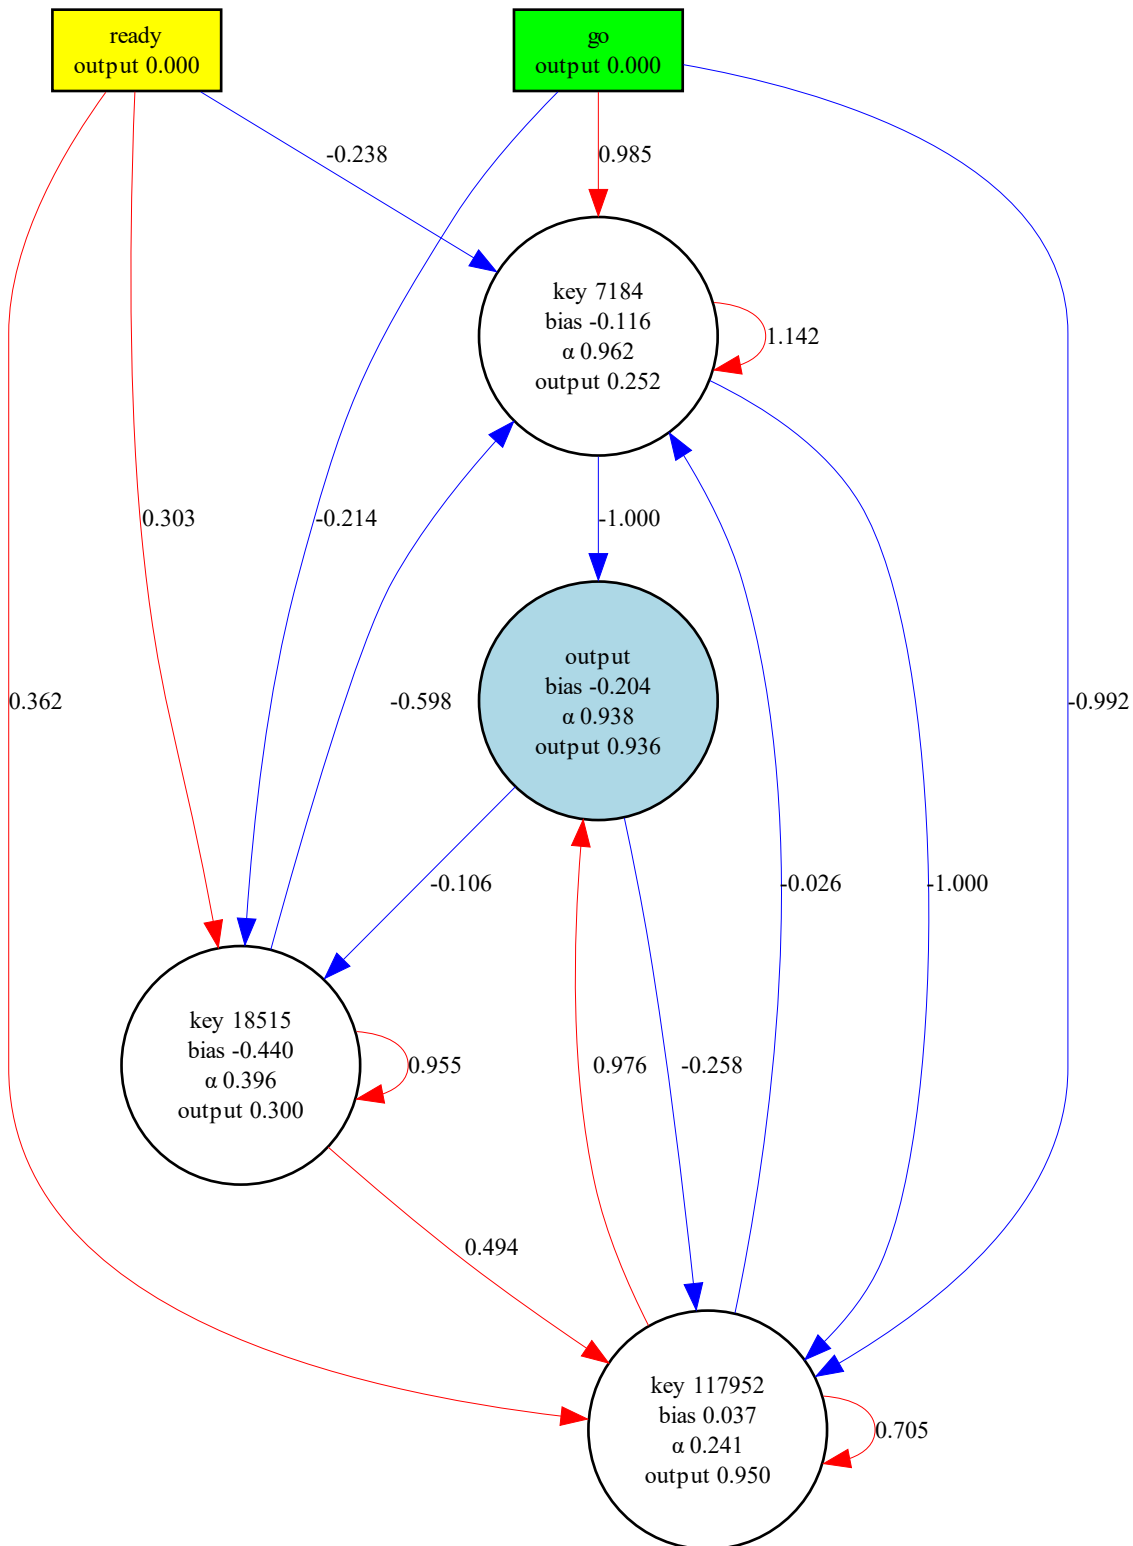 ready
output 0.000
go
output 0.000
-0.238
0.985
key 7184
bias -0.116
α 0.962
output 0.252
1.142
0.303
-0.214
-1.000
output
bias -0.204
α 0.938
output 0.936
0.362
-0.598
-0.992
-0.106
-0.026
-1.000
key 18515
bias -0.440
α 0.396
output 0.300
0.955
0.976
-0.258
0.494
key 117952
bias 0.037
α 0.241
output 0.950
0.705